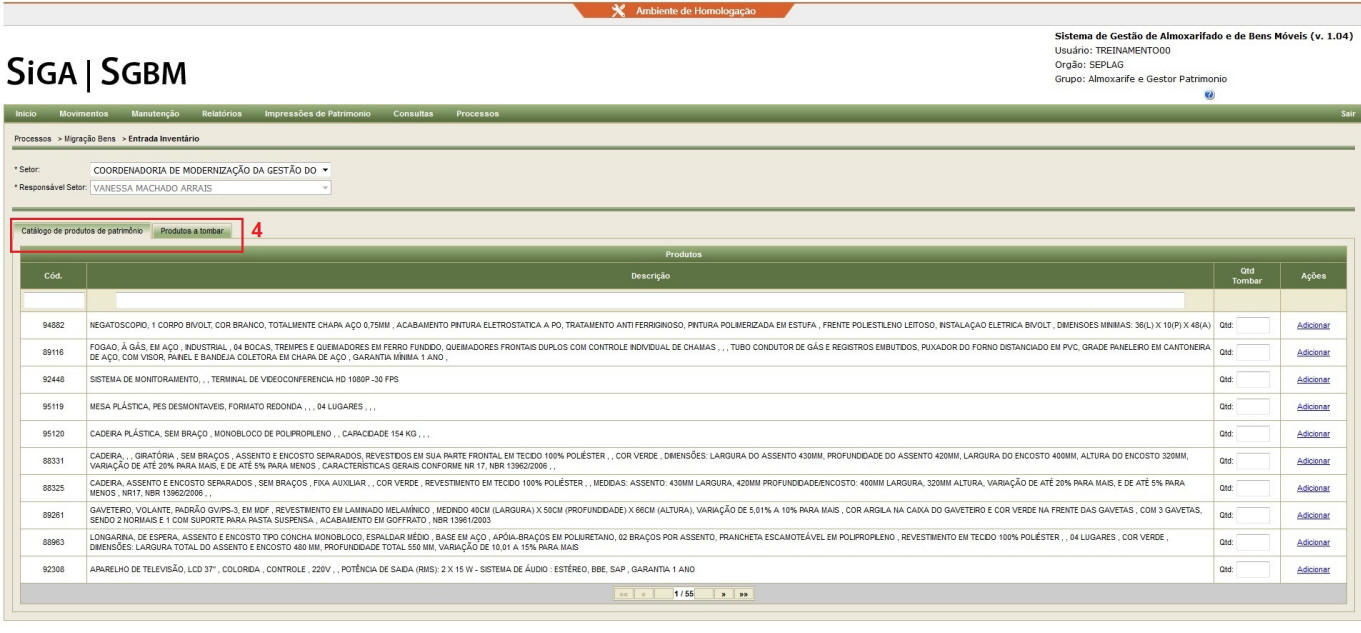 Ambiente de Homologação
Sistema de Gestão de Almoxarifado e de Bens Móveis (v. 1.04)
Usuário: TREINAMENTO00
Orgão: SEPLAG
Grupo: Almoxarife e Gestor Patrimonio
SIGA | SGBM
Inicio Movimentos Manutenção Relatórios Impressões de Patrimonio Consultas Processos Sair
Processos > Migração Bens > Entrada Inventário
* Setor: COORDENADORIA DE MODERNIZAÇÃO DA GESTÃO DO
* Responsável Setor: VANESSA MACHADO ARRAIS
Catálogo de produtos de patrimônio Produtos a tombar 4
Produtos
Cód. Descrição Qtd Tombar Ações
94882 NEGATOSCOPIO, 1 CORPO BIVOLT, COR BRANCO, TOTALMENTE CHAPA AÇO 0,75MM , ACABAMENTO PINTURA ELETROSTATICA A PO, TRATAMENTO ANTI FERRIGINOSO, PINTURA POLIMERIZADA EM ESTUFA , FRENTE POLIESTILENO LEITOSO, INSTALAÇAO ELETRICA BIVOLT , DIMENSOES MINIMAS: 36(L) X 10(P) X 48(A) Qtd: Adicionar
89116 FOGAO, À GÁS, EM AÇO , INDUSTRIAL , 04 BOCAS, TREMPES E QUEIMADORES EM FERRO FUNDIDO, QUEIMADORES FRONTAIS DUPLOS COM CONTROLE INDIVIDUAL DE CHAMAS , , , TUBO CONDUTOR DE GÁS E REGISTROS EMBUTIDOS, PUXADOR DO FORNO DISTANCIADO EM PVC, GRADE PANELEIRO EM CANTONEIRA
DE AÇO, COM VISOR, PAINEL E BANDEJA COLETORA EM CHAPA DE AÇO , GARANTIA MÍNIMA 1 ANO , Qtd: Adicionar
92448 SISTEMA DE MONITORAMENTO, , , TERMINAL DE VIDEOCONFERENCIA HD 1080P -30 FPS Qtd: Adicionar
95119 MESA PLÁSTICA, PES DESMONTAVEIS, FORMATO REDONDA , , , 04 LUGARES , , , Qtd: Adicionar
95120 CADEIRA PLÁSTICA, SEM BRAÇO , MONOBLOCO DE POLIPROPILENO , , CAPACIDADE 154 KG , , , Qtd: Adicionar
88331 CADEIRA, , , GIRATÓRIA , SEM BRAÇOS , ASSENTO E ENCOSTO SEPARADOS, REVESTIDOS EM SUA PARTE FRONTAL EM TECIDO 100% POLIÉSTER , , COR VERDE , DIMENSÕES: LARGURA DO ASSENTO 430MM, PROFUNDIDADE DO ASSENTO 420MM, LARGURA DO ENCOSTO 400MM, ALTURA DO ENCOSTO 320MM,
VARIAÇÃO DE ATÉ 20% PARA MAIS, E DE ATÉ 5% PARA MENOS , CARACTERÍSTICAS GERAIS CONFORME NR 17, NBR 13962/2006 , , Qtd: Adicionar
88325 CADEIRA, ASSENTO E ENCOSTO SEPARADOS , SEM BRAÇOS , FIXA AUXILIAR , , COR VERDE , REVESTIMENTO EM TECIDO 100% POLIÉSTER , , MEDIDAS: ASSENTO: 430MM LARGURA, 420MM PROFUNDIDADE/ENCOSTO: 400MM LARGURA, 320MM ALTURA, VARIAÇÃO DE ATÉ 20% PARA MAIS, E DE ATÉ 5% PARA
MENOS , NR17, NBR 13962/2006 , , Qtd: Adicionar
89261 GAVETEIRO, VOLANTE, PADRÃO GV/PS-3, EM MDF , REVESTIMENTO EM LAMINADO MELAMÍNICO , MEDINDO 40CM (LARGURA) X 50CM (PROFUNDIDADE) X 66CM (ALTURA), VARIAÇÃO DE 5,01% A 10% PARA MAIS , COR ARGILA NA CAIXA DO GAVETEIRO E COR VERDE NA FRENTE DAS GAVETAS , COM 3 GAVETAS,
SENDO 2 NORMAIS E 1 COM SUPORTE PARA PASTA SUSPENSA , ACABAMENTO EM GOFFRATO , NBR 13961/2003 Qtd: Adicionar
88963 LONGARINA, DE ESPERA, ASSENTO E ENCOSTO TIPO CONCHA MONOBLOCO, ESPALDAR MÉDIO , BASE EM AÇO , APÓIA-BRAÇOS EM POLIURETANO, 02 BRAÇOS POR ASSENTO, PRANCHETA ESCAMOTEÁVEL EM POLIPROPILENO , REVESTIMENTO EM TECIDO 100% POLIÉSTER , , 04 LUGARES , COR VERDE ,
DIMENSÕES: LARGURA TOTAL DO ASSENTO E ENCOSTO 480 MM, PROFUNDIDADE TOTAL 550 MM, VARIAÇÃO DE 10,01 A 15% PARA MAIS Qtd: Adicionar
92308 APARELHO DE TELEVISÃO, LCD 37" , COLORIDA , CONTROLE , 220V , , POTÊNCIA DE SAIDA (RMS): 2 X 15 W - SISTEMA DE ÁUDIO : ESTÉREO, BBE, SAP , GARANTIA 1 ANO Qtd: Adicionar
«« « 1 / 55 » »»